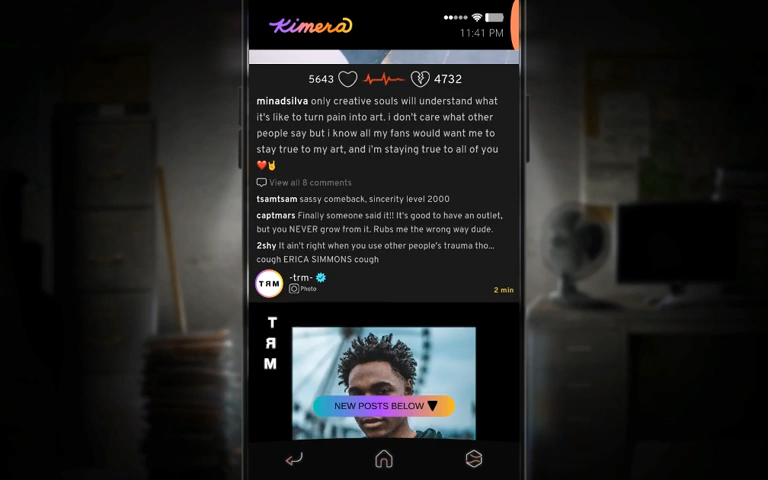 Kimera
11:41 PM
5643 4732
minadsilva only creative souls will understand what
it's like to turn pain into art. i don't care what other
people say but i know all my fans would want me to
stay true to my art, and i'm staying true to all of you
❤️🤘
View all 8 comments
tsamtsam sassy comeback, sincerity level 2000
captmars Finally someone said it!! It's good to have an outlet,
but you NEVER grow from it. Rubs me the wrong way dude.
2shy It ain't right when you use other people's trauma tho...
cough ERICA SIMMONS cough
TЯM
-trm-
Photo
2 min
T
Я
M
NEW POSTS BELOW